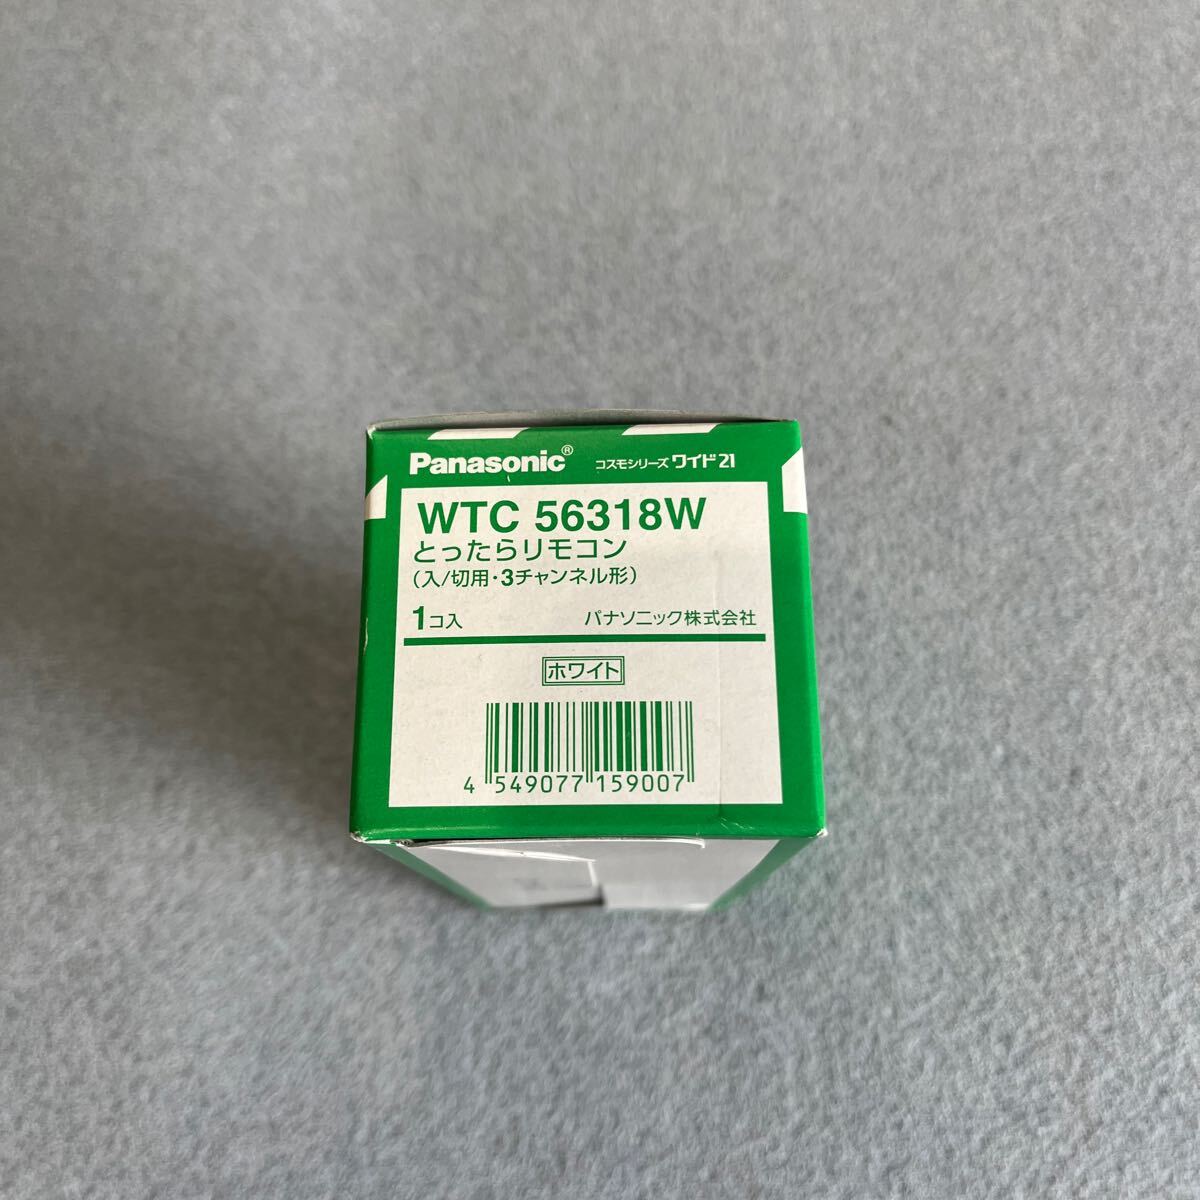 Panasonic® コスモシリーズ ワイド21
WTC 56318W
とったらリモコン
(入/切用・3チャンネル形)
1コ入 パナソニック株式会社
ホワイト
4 549077 159007